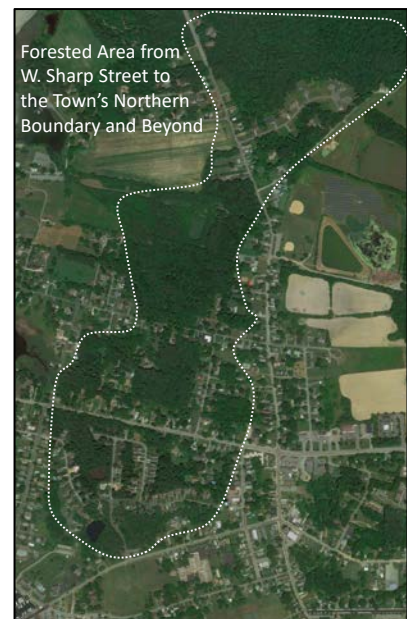 Forested Area from
W. Sharp Street to
the Town’s Northern
Boundary and Beyond